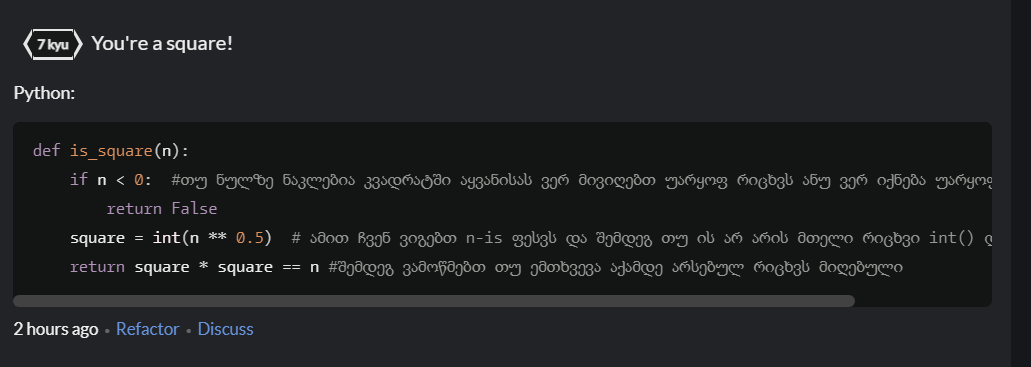 7 kyu You're a square!
Python:
def is_square(n):
if n < 0: #თუ ნულზე ნაკლებია კვადრატში აყვანისას ვერ მივიღებთ უარყოფ რიცხვს ანუ ვერ იქნება
return False
square = int(n ** 0.5) # ამით ჩვენ ვიგებთ n-is ფესვს და შემდეგ თუ ის არ არის მთელი რიცხვი int()
return square * square == n #შემდეგ ვამოწმებთ თუ ემთხვევა აქამდე არსებულ რიცხვს მიღებული
2 hours ago • Refactor • Discuss